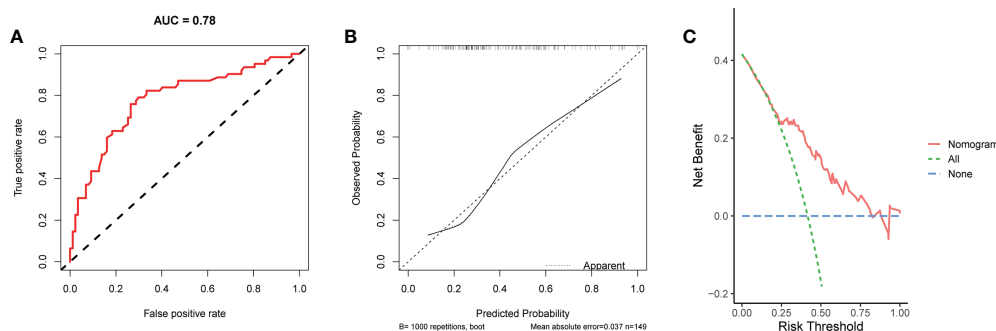 AUC = 0.78
A
True positive rate
1.0
0.8
0.6
0.4
0.2
0.0
0.0 0.2 0.4 0.6 0.8 1.0
False positive rate
B
Observed Probability
1.0
0.8
0.6
0.4
0.2
0.0
Apparent
0.0 0.2 0.4 0.6 0.8 1.0
Predicted Probability
B= 1000 repetitions, boot
Mean absolute error=0.037 n=149
C
Net Benefit
0.4
0.2
0.0
−0.2
0.00 0.25 0.50 0.75 1.00
Risk Threshold
Nomogram
All
None